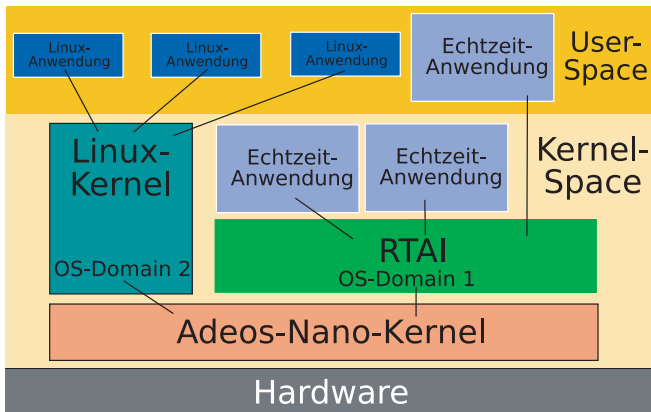 Linux-
Anwendung
Linux-
Anwendung
Linux-
Anwendung
Echtzeit-
Anwendung
User-
Space
Linux-
Kernel
OS-Domain 2
Echtzeit-
Anwendung
Echtzeit-
Anwendung
Kernel-
Space
RTAI
OS-Domain 1
Adeos-Nano-Kernel
Hardware